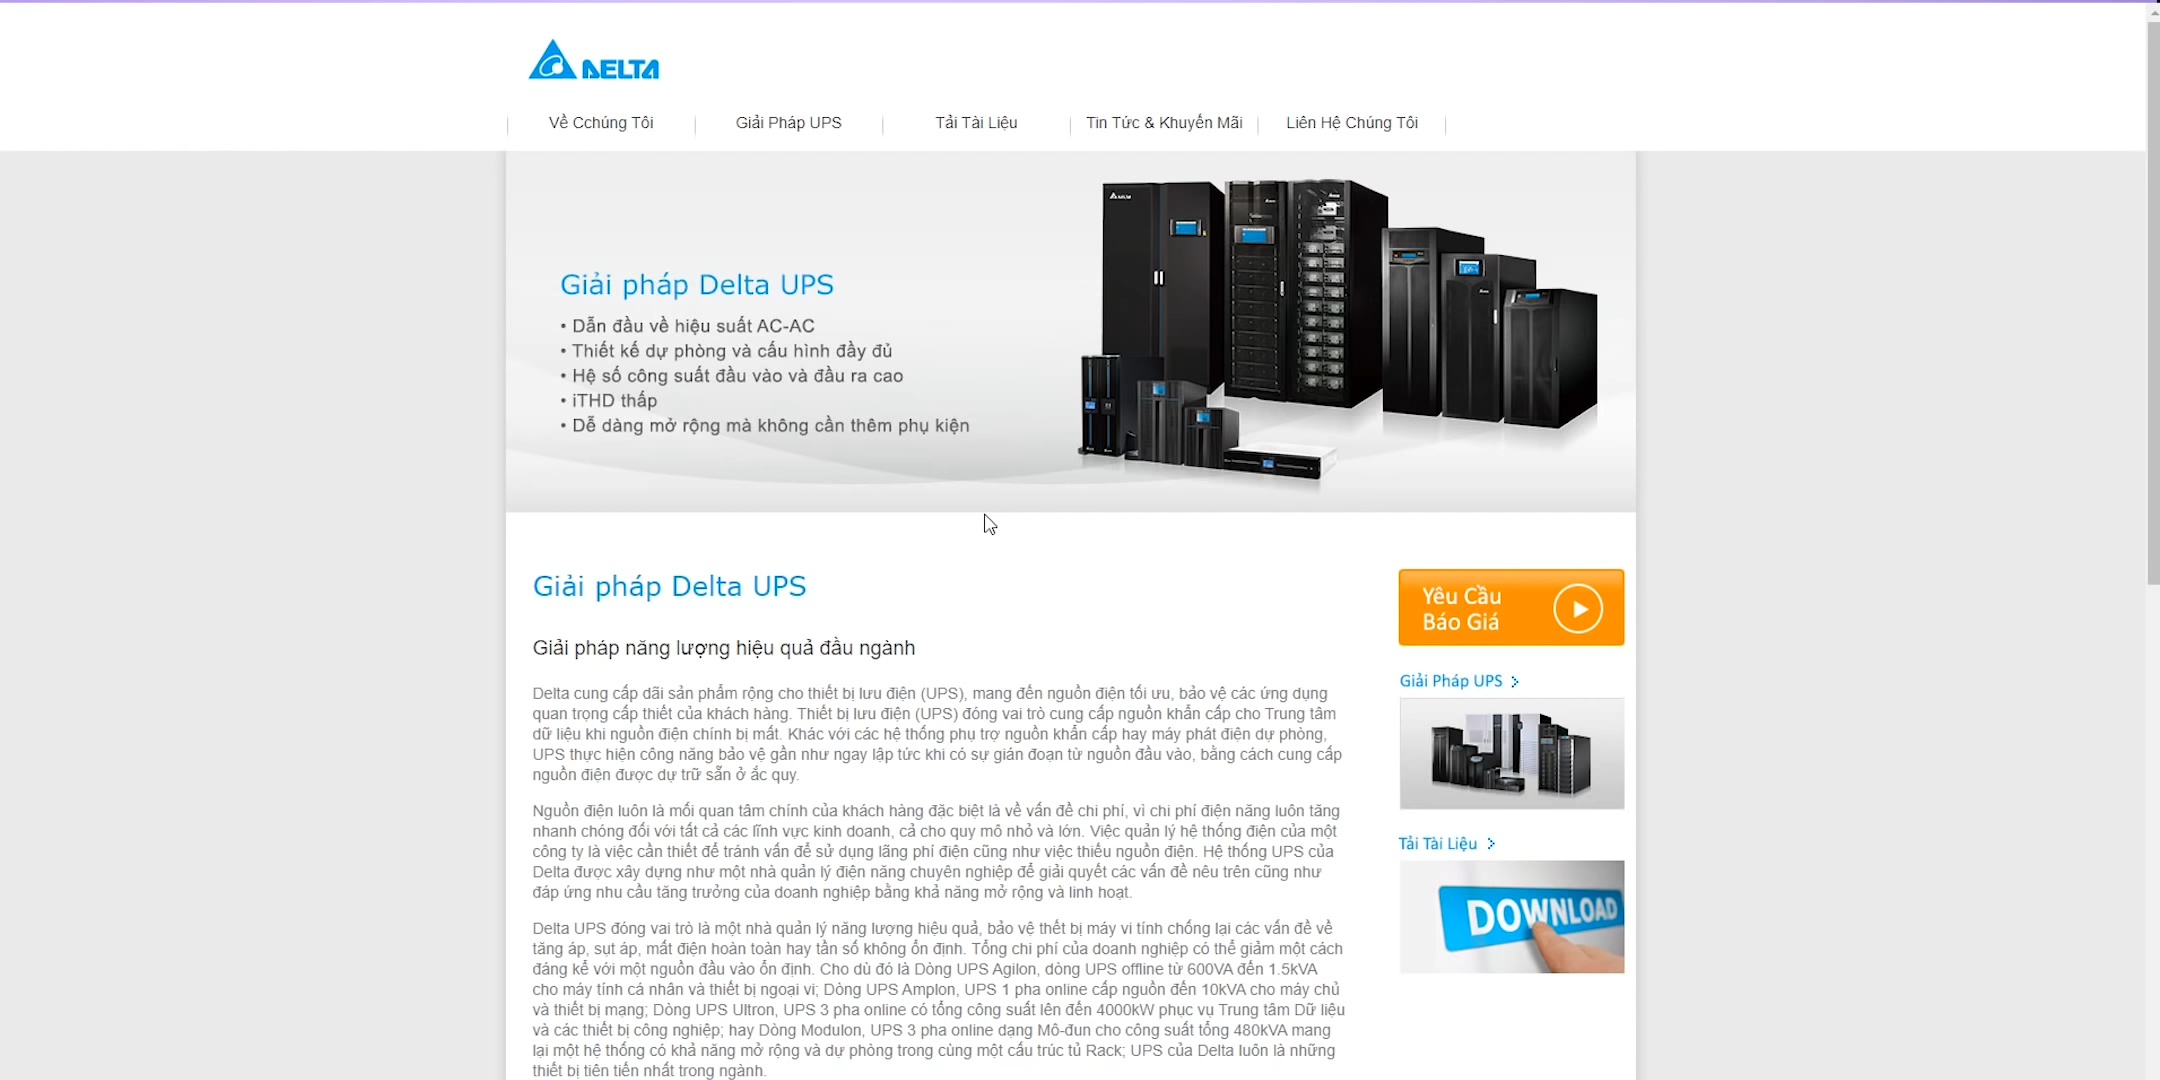 DELTA
Về Cchúng Tôi
Giải Pháp UPS
Tải Tài Liệu
Tin Tức & Khuyến Mãi
Liên Hệ Chúng Tôi
Giải pháp Delta UPS
• Dẫn đầu về hiệu suất AC-AC
• Thiết kế dự phòng và cấu hình đầy đủ
• Hệ số công suất đầu vào và đầu ra cao
• iTHD thấp
• Dễ dàng mở rộng mà không cần thêm phụ kiện
Giải pháp Delta UPS
Giải pháp năng lượng hiệu quả đầu ngành
Delta cung cấp dãi sản phẩm rộng cho thiết bị lưu điện (UPS), mang đến nguồn điện tối ưu, bảo vệ các ứng dụng
quan trọng cấp thiết của khách hàng. Thiết bị lưu điện (UPS) đóng vai trò cung cấp nguồn khẩn cấp cho Trung tâm
dữ liệu khi nguồn điện chính bị mất. Khác với các hệ thống phụ trợ nguồn khẩn cấp hay máy phát điện dự phòng,
UPS thực hiện công năng bảo vệ gần như ngay lập tức khi có sự gián đoạn từ nguồn đầu vào, bằng cách cung cấp
nguồn điện được dự trữ sẵn ở ắc quy.
Nguồn điện luôn là mối quan tâm chính của khách hàng đặc biệt là về vấn đề chi phí, vì chi phí điện năng luôn tăng
nhanh chóng đối với tất cả các lĩnh vực kinh doanh, cả cho quy mô nhỏ và lớn. Việc quản lý hệ thống điện của một
công ty là việc cần thiết để tránh vấn đề sử dụng lãng phí điện cũng như việc thiếu nguồn điện. Hệ thống UPS của
Delta được xây dựng như một nhà quản lý điện năng chuyên nghiệp để giải quyết các vấn đề nêu trên cũng như
đáp ứng nhu cầu tăng trưởng của doanh nghiệp bằng khả năng mở rộng và linh hoạt.
Delta UPS đóng vai trò là một nhà quản lý năng lượng hiệu quả, bảo vệ thết bị máy vi tính chống lại các vấn đề về
tăng áp, sụt áp, mất điện hoàn toàn hay tần số không ổn định. Tổng chi phí của doanh nghiệp có thể giảm một cách
đáng kể với một nguồn đầu vào ổn định. Cho dù đó là Dòng UPS Agilon, dòng UPS offline từ 600VA đến 1.5kVA
cho máy tính cá nhân và thiết bị ngoại vi; Dòng UPS Amplon, UPS 1 pha online cấp nguồn đến 10kVA cho máy chủ
và thiết bị mạng; Dòng UPS Ultron, UPS 3 pha online có tổng công suất lên đến 4000kW phục vụ Trung tâm Dữ liệu
và các thiết bị công nghiệp; hay Dòng Modulon, UPS 3 pha online dạng Mô-đun cho công suất tổng 480kVA mang
lại một hệ thống có khả năng mở rộng và dự phòng trong cùng một cấu trúc tủ Rack; UPS của Delta luôn là những
thiết bị tiên tiến nhất trong ngành.
Yêu Cầu
Báo Giá
Giải Pháp UPS
Tải Tài Liệu
DOWNLOAD